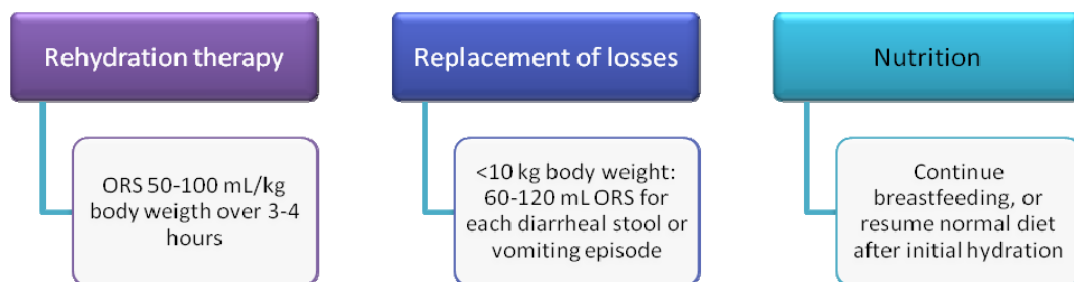 Rehydration therapy
ORS 50-100 mL/kg
body weigth over 3-4
hours
Replacement of losses
<10 kg body weight:
60-120 mL ORS for
each diarrheal stool or
vomiting episode
Nutrition
Continue
breastfeeding, or
resume normal diet
after initial hydration